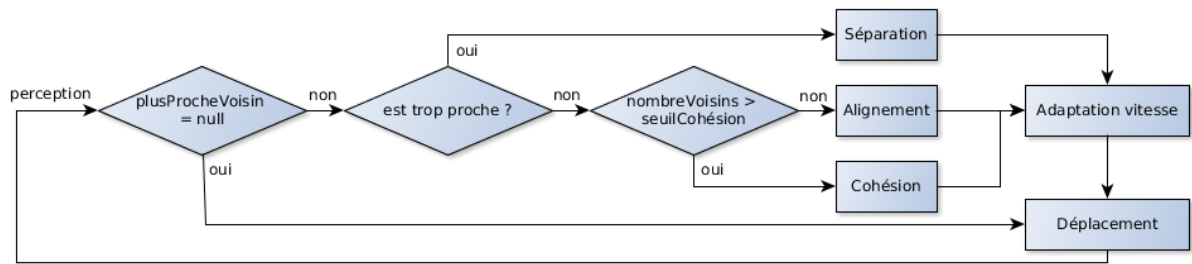 perception
plusProcheVoisin
= null
oui
non
est trop proche ?
oui
non
nombreVoisins >
seuilCohésion
non
oui
Séparation
Alignement
Cohésion
Adaptation vitesse
Déplacement